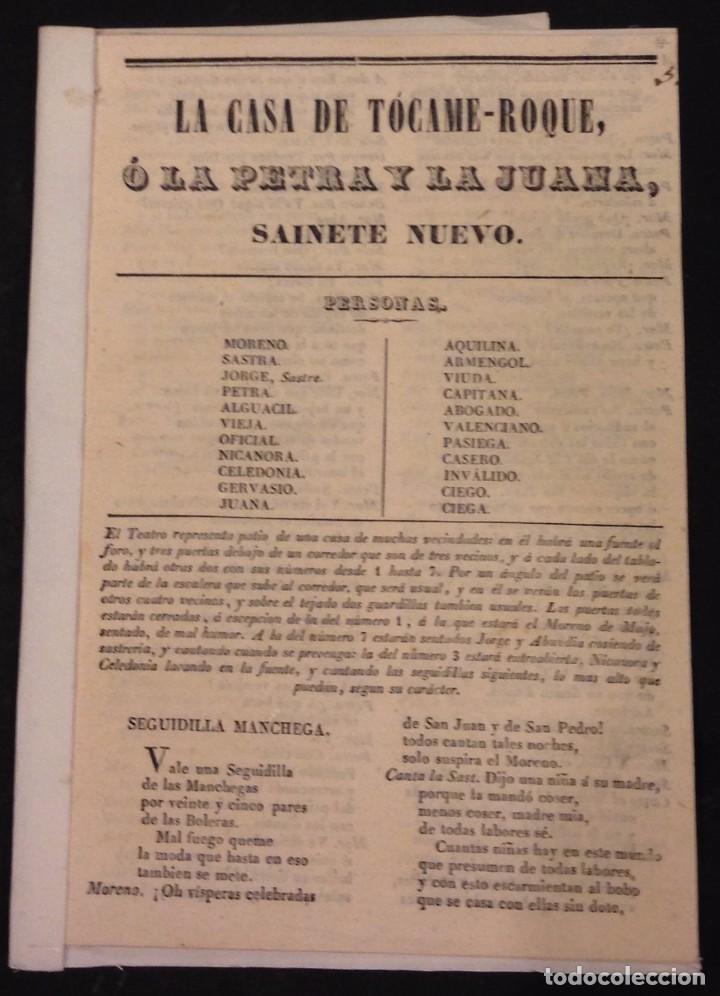 5.
LA CASA DE TÓCAME-ROQUE,
Ó LA PETRA Y LA JUANA,
SAINETE NUEVO.
PERSONAS.
MORENO.
SASTRA.
JORGE, Sastre.
PETRA.
ALGUACIL.
VIEJA.
OFICIAL.
NICANORA.
CELEDONIA.
GERVASIO.
JUANA.
AQUILINA.
ARMENGOL.
VIUDA.
CAPITANA.
ABOGADO.
VALENCIANO.
PASIEGA.
CASERO.
INVÁLIDO.
CIEGO.
CIEGA.
El Teatro representa patio de una casa de muchas vecindades: en él habrá una fuente al
foro, y tres puertas debajo de un corredor que son de tres vecinos, y á cada lado del tabla-
do habrá otras dos con sus números desde 1 hasta 7. Por un ángulo del patio se verá
parte de la escalera que sube al corredor, que será usual, y en él se verán las puertas de
otros cuatro vecinos, y sobre el tejado dos guardillas tambien usuales. Las puertas todas
estarán cerradas, á escepcion de la del número 1, á la que estará el Moreno de Majo,
sentado, de mal humor. A la del número 7 estarán sentados Jorge y cosiendo de
sastrería, y cantando cuando se prevenga: la del número 3 estará entreabierta, Nicanora y
Celedonia lavando en la fuente, y cantando las seguidillas siguientes, lo mas alto que
puedan, segun su carácter.
SEGUIDILLA MANCHEGA.
Vale una Seguidilla
de las Manchegas
por veinte y cinco pares
de las Boleras.
Mal fuego queme
la moda que hasta en eso
tambien se mete.
Moreno. ¡Oh vísperas celebradas
de San Juan y de San Pedro!
todos cantan tales noches,
solo suspira el Moreno.
Canta la Sast. Dijo una niña á su madre,
porque la mandó coser,
menos coser, madre mia,
de todas labores sé.
Cuantas niñas hay en este mundo
que presumen de todas labores,
y con esto escarmientan al bobo
que se casa con ellas sin dote,
todocoleccion.net